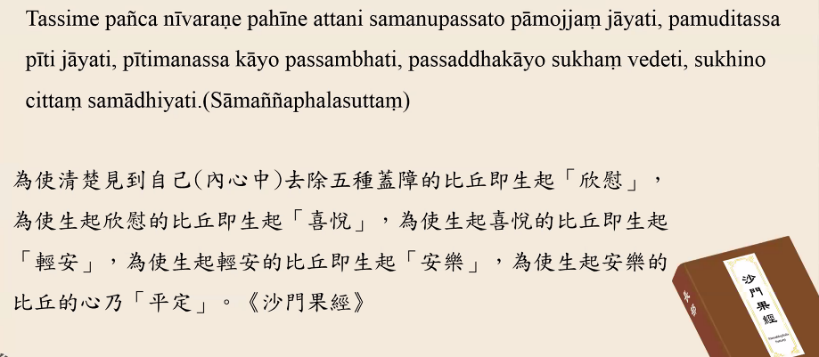 Tassime pañca nīvaraṇe pahīne attani samanupassato pāmojjaṃ jāyati, pamuditassa
pīti jāyati, pītimanassa kāyo passambhati, passaddhakāyo sukhaṃ vedeti, sukhino
cittaṃ samādhiyati.(Sāmaññaphalasuttaṃ)
為使清楚見到自己(內心中)去除五種蓋障的比丘即生起「欣慰」，
為使生起欣慰的比丘即生起「喜悅」，為使生起喜悅的比丘即生起
「輕安」，為使生起輕安的比丘即生起「安樂」，為使生起安樂的
比丘的心乃「平定」。《沙門果經》
沙門果經